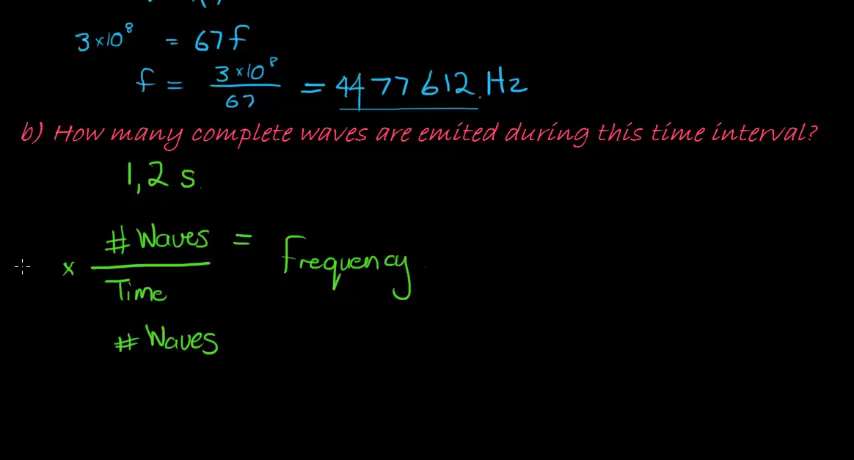 3×10⁸ = 67f
f = 3×10⁸/67 = 4477612.Hz
b) How many complete waves are emited during this time interval?
1,2 s.
× # Waves/Time = frequency
# Waves